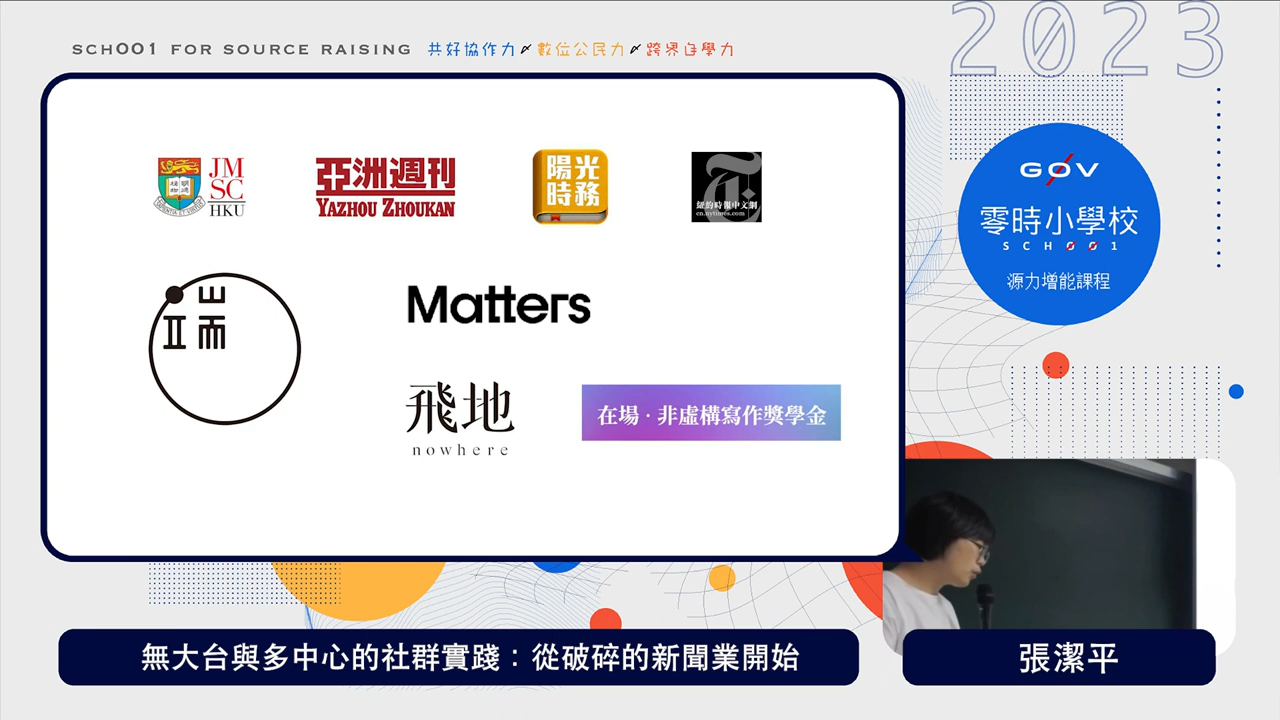 SCHOO1 FOR SOURCE RAISING 共好協作力 數位公民力 跨界自學力
2023
JMSC HKU
亞洲週刊
YAZHOU ZHOUKAN
陽光時務
紐約時報中文網
cn.nytimes.com
端
Matters
飛地
nowhere
在場·非虛構寫作獎學金
G0V
零時小學校
SCH001
源力增能課程
無大台與多中心的社群實踐：從破碎的新聞業開始
張潔平